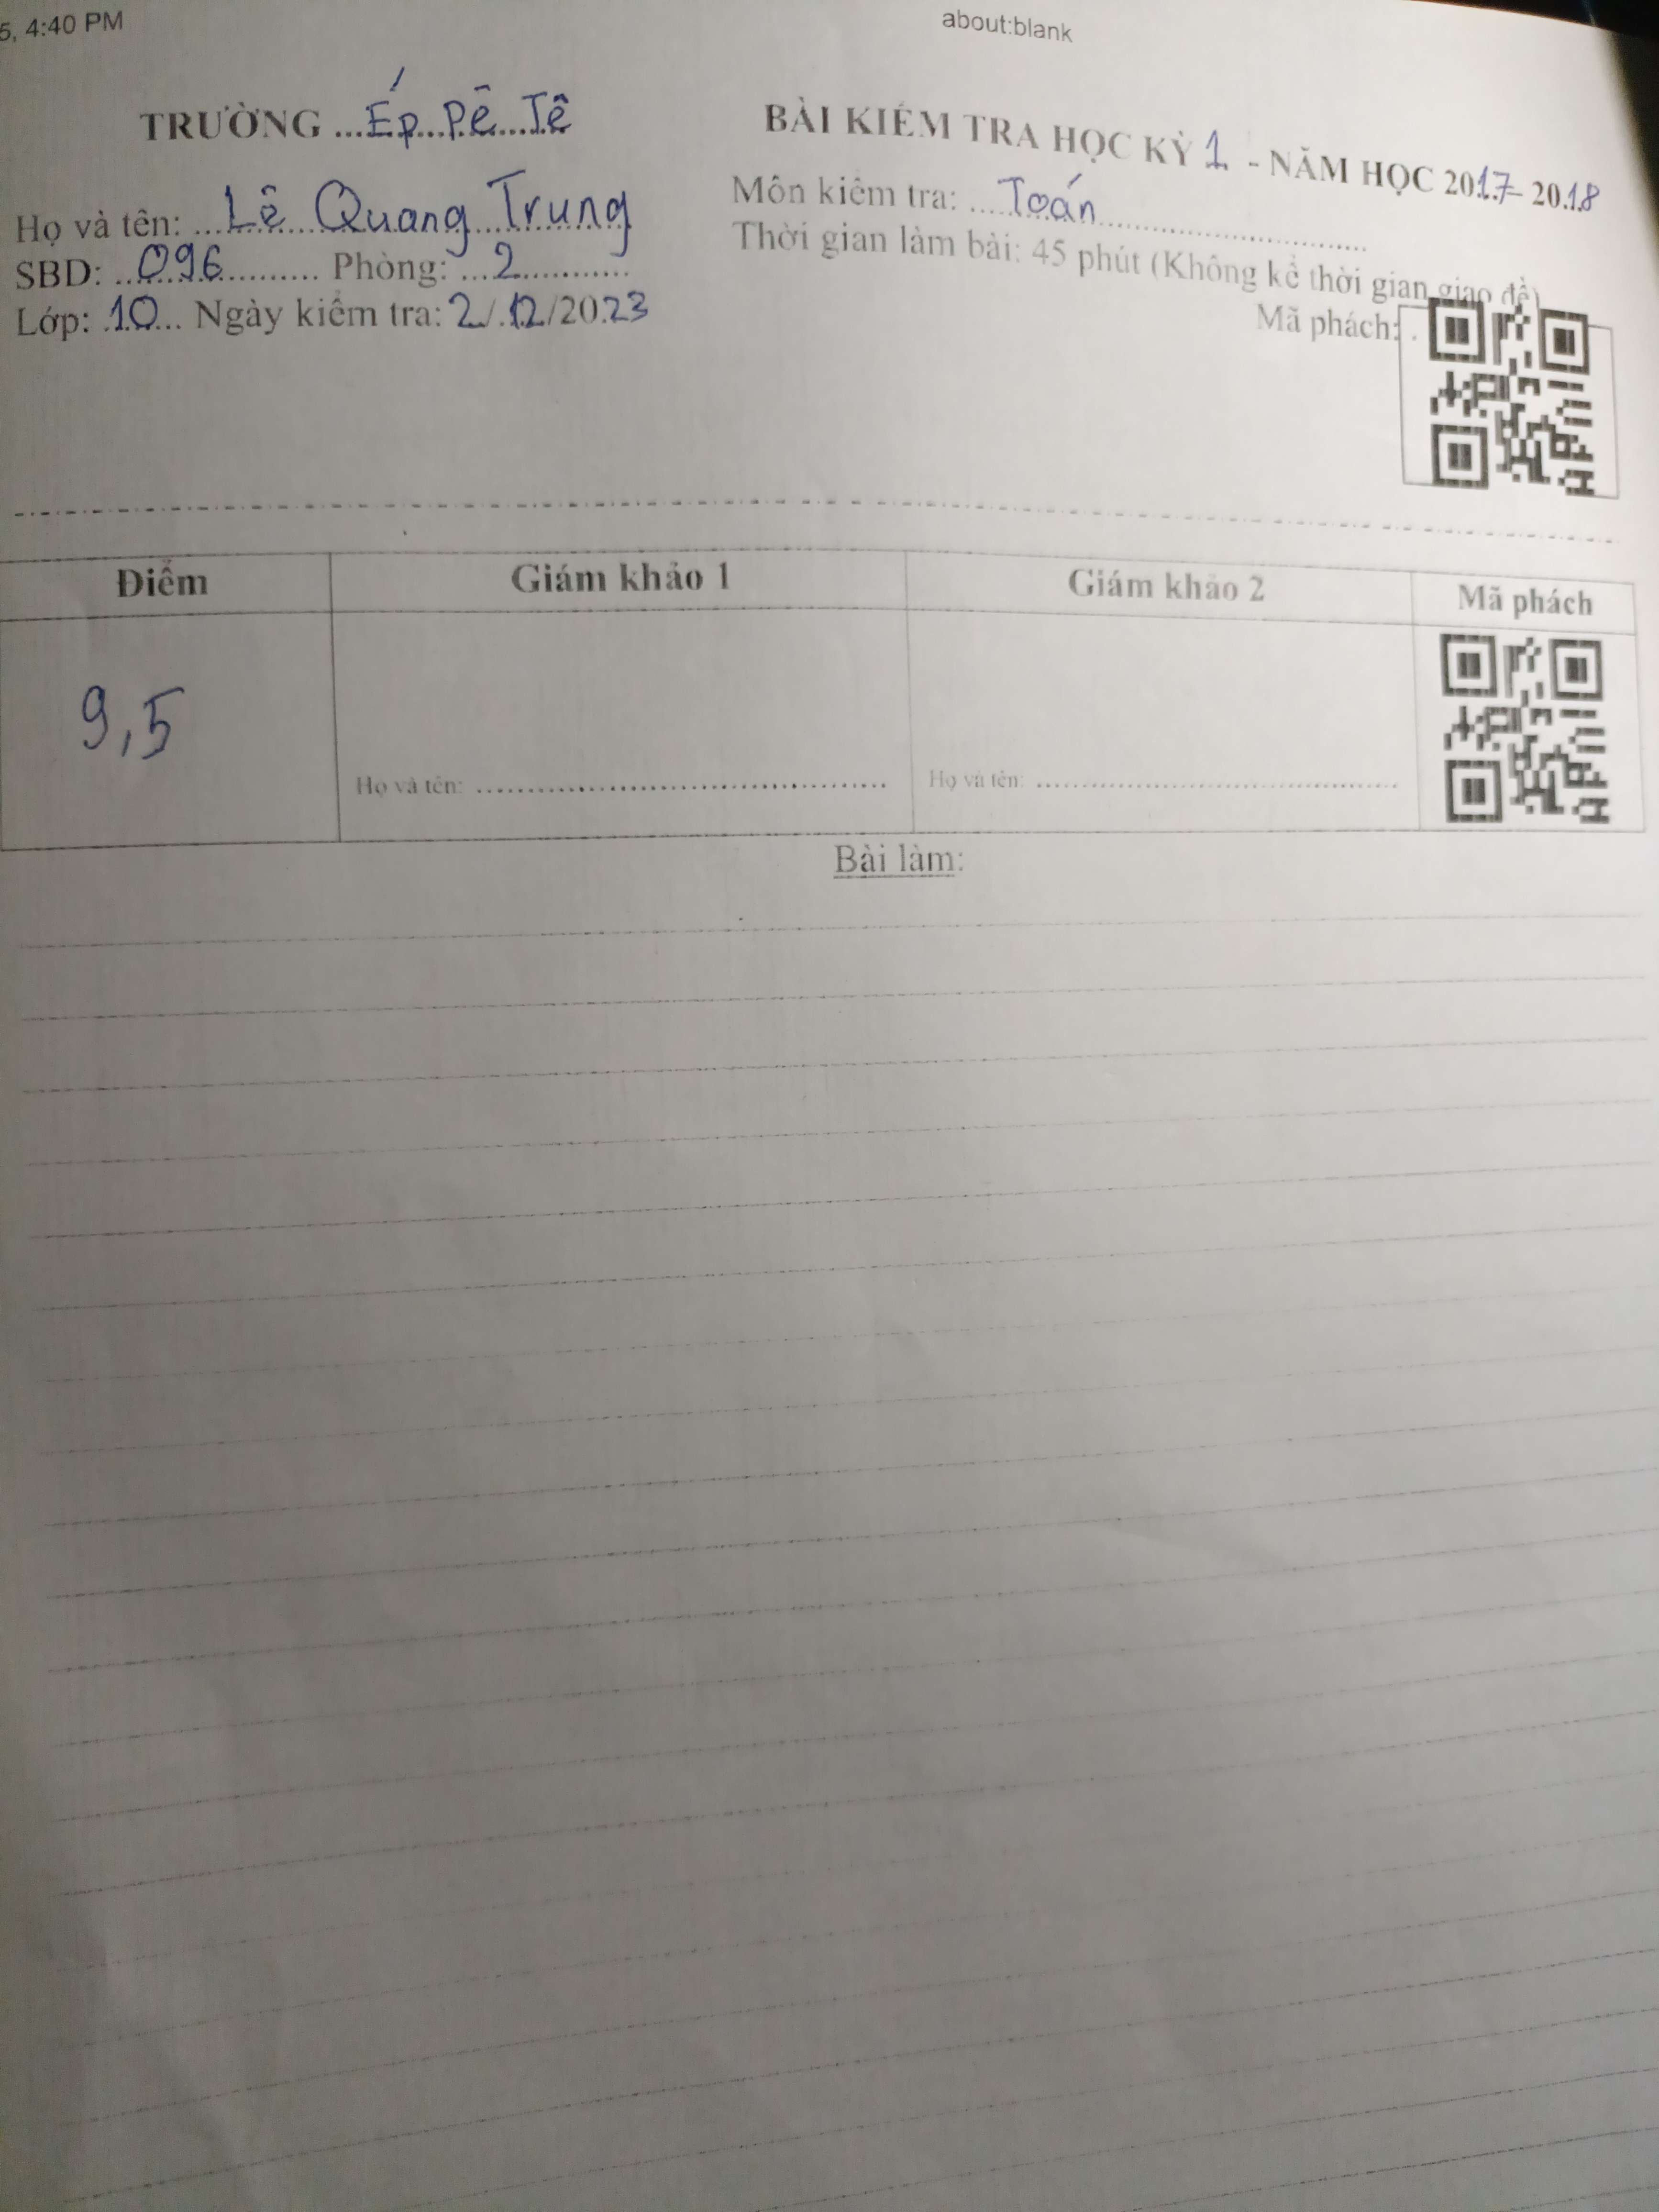 5, 4:40 PM
about:blank
TRƯỜNG ...Ép Pê Tê
BÀI KIỂM TRA HỌC KỲ 1 - NĂM HỌC 2017- 2018
Họ và tên: ...Lê Quang Trung
Môn kiểm tra: .....Toán..............................
SBD: ..096.......... Phòng: ...2............
Thời gian làm bài: 45 phút (Không kể thời gian giao đề)
Lớp: .10... Ngày kiểm tra: 2/.12/2023
Mã phách: .
Điểm
Giám khảo 1
Giám khảo 2
Mã phách
9,5
Họ và tên: ..........................................
Họ và tên: ..........................................
Bài làm: